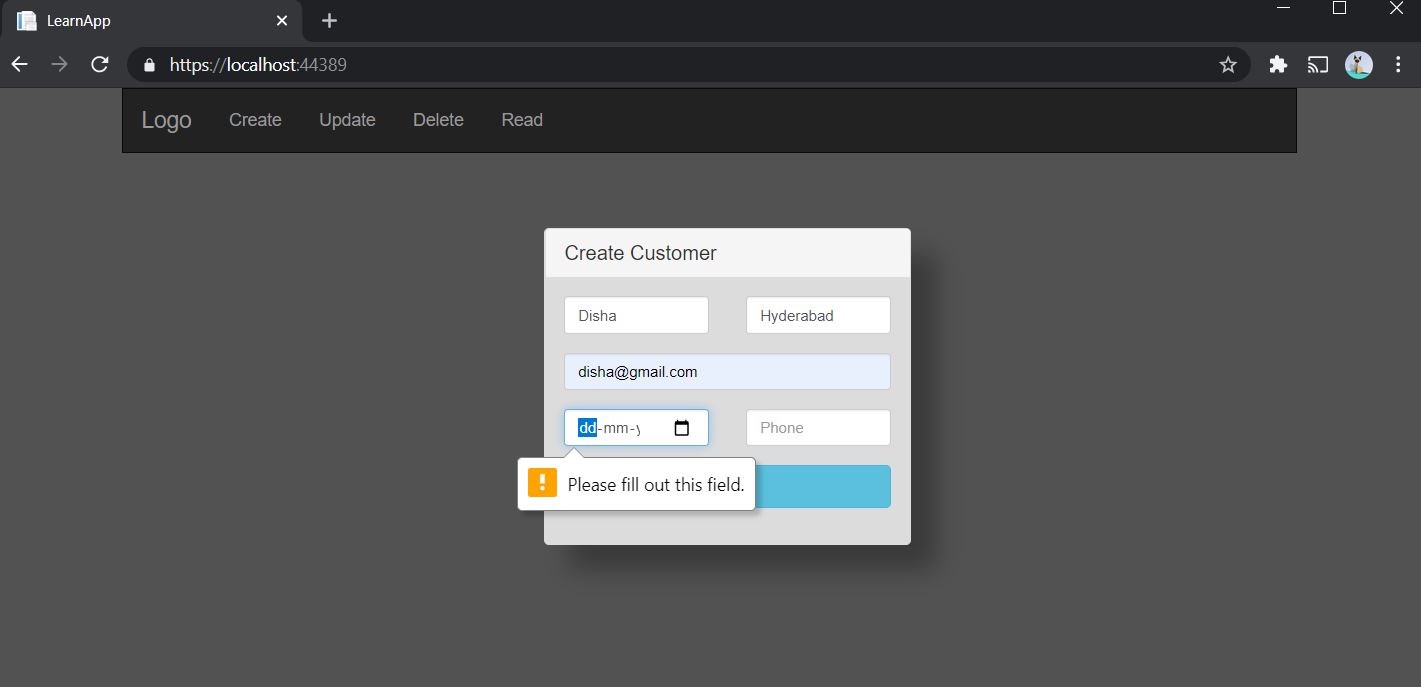 LearnApp
https://localhost:44389
Logo Create Update Delete Read
Create Customer
Disha Hyderabad
disha@gmail.com
dd-mm-y Phone
Please fill out this field.